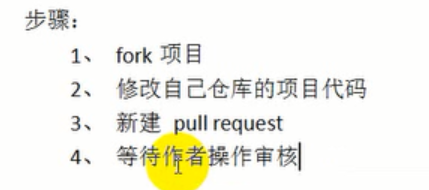 步骤：
1、 fork 项目
2、 修改自己仓库的项目代码
3、 新建 pull request
4、 等待作者操作审核